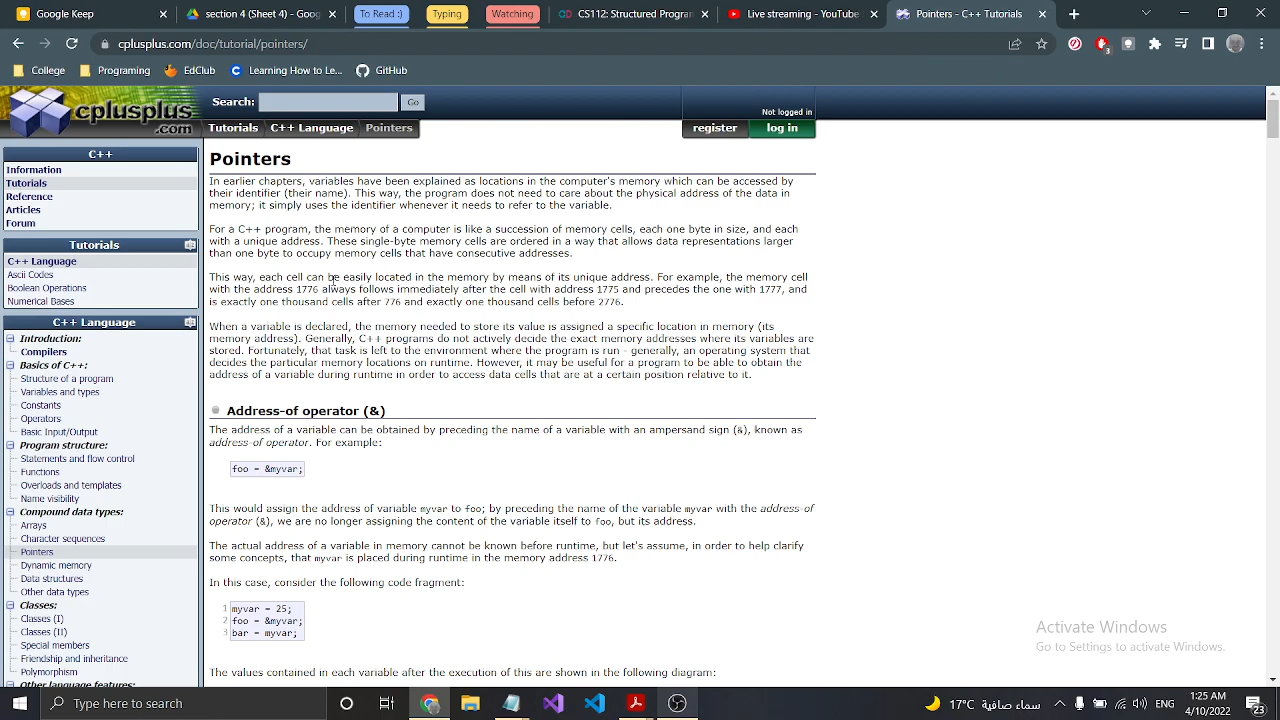 College
section 4 (Sheet 4) - Goog
To Read :)
Typing
Watching
CS112: Structured Program
Live streaming - YouTube
Pointers - C++ Tutorials
cplusplus.com/doc/tutorial/pointers/
3
College
Programming
EdClub
Learning How to Le...
GitHub
cplusplus
.com
Search:
Go
Not logged in
Tutorials
C++ Language
Pointers
register
log in
C++
Information
Tutorials
Reference
Articles
Forum
Tutorials
C++ Language
Ascii Codes
Boolean Operations
Numerical Bases
C++ Language
Introduction:
Compilers
Basics of C++:
Structure of a program
Variables and types
Constants
Operators
Basic Input/Output
Program structure:
Statements and flow control
Functions
Overloads and templates
Name visibility
Compound data types:
Arrays
Character sequences
Pointers
Dynamic memory
Data structures
Other data types
Classes:
Classes (I)
Classes (II)
Special members
Friendship and inheritance
Polymorphism
Other language features:
Pointers
In earlier chapters, variables have been explained as locations in the computer's memory which can be accessed by
their identifier (their name). This way, the program does not need to care about the physical address of the data in
memory; it simply uses the identifier whenever it needs to refer to the variable.
For a C++ program, the memory of a computer is like a succession of memory cells, each one byte in size, and each
with a unique address. These single-byte memory cells are ordered in a way that allows data representations larger
than one byte to occupy memory cells that have consecutive addresses.
This way, each cell can be easily located in the memory by means of its unique address. For example, the memory cell
with the address 1776 always follows immediately after the cell with address 1775 and precedes the one with 1777, and
is exactly one thousand cells after 776 and exactly one thousand cells before 2776.
When a variable is declared, the memory needed to store its value is assigned a specific location in memory (its
memory address). Generally, C++ programs do not actively decide the exact memory addresses where its variables are
stored. Fortunately, that task is left to the environment where the program is run - generally, an operating system that
decides the particular memory locations on runtime. However, it may be useful for a program to be able to obtain the
address of a variable during runtime in order to access data cells that are at a certain position relative to it.
Address-of operator (&)
The address of a variable can be obtained by preceding the name of a variable with an ampersand sign (&), known as
address-of operator. For example:
foo = &myvar;
This would assign the address of variable myvar to foo; by preceding the name of the variable myvar with the address-of
operator (&), we are no longer assigning the content of the variable itself to foo, but its address.
The actual address of a variable in memory cannot be known before runtime, but let's assume, in order to help clarify
some concepts, that myvar is placed during runtime in the memory address 1776.
In this case, consider the following code fragment:
1 myvar = 25;
2 foo = &myvar;
3 bar = myvar;
The values contained in each variable after the execution of this are shown in the following diagram:
Activate Windows
Go to Settings to activate Windows.
Type here to search
17°C غائم جزئيا
ENG
1:25 AM
4/10/2022
23